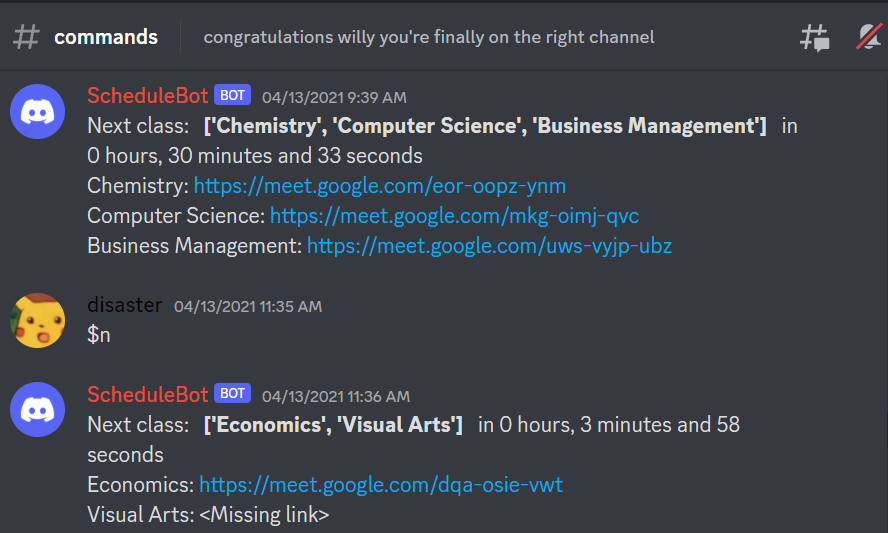 # commands congratulations willy you're finally on the right channel
ScheduleBot BOT 04/13/2021 9:39 AM
Next class: ['Chemistry', 'Computer Science', 'Business Management'] in
0 hours, 30 minutes and 33 seconds
Chemistry: https://meet.google.com/eor-oopz-ynm
Computer Science: https://meet.google.com/mkg-oimj-qvc
Business Management: https://meet.google.com/uws-vyjp-ubz
disaster 04/13/2021 11:35 AM
$n
ScheduleBot BOT 04/13/2021 11:36 AM
Next class: ['Economics', 'Visual Arts'] in 0 hours, 3 minutes and 58
seconds
Economics: https://meet.google.com/dqa-osie-vwt
Visual Arts: <Missing link>